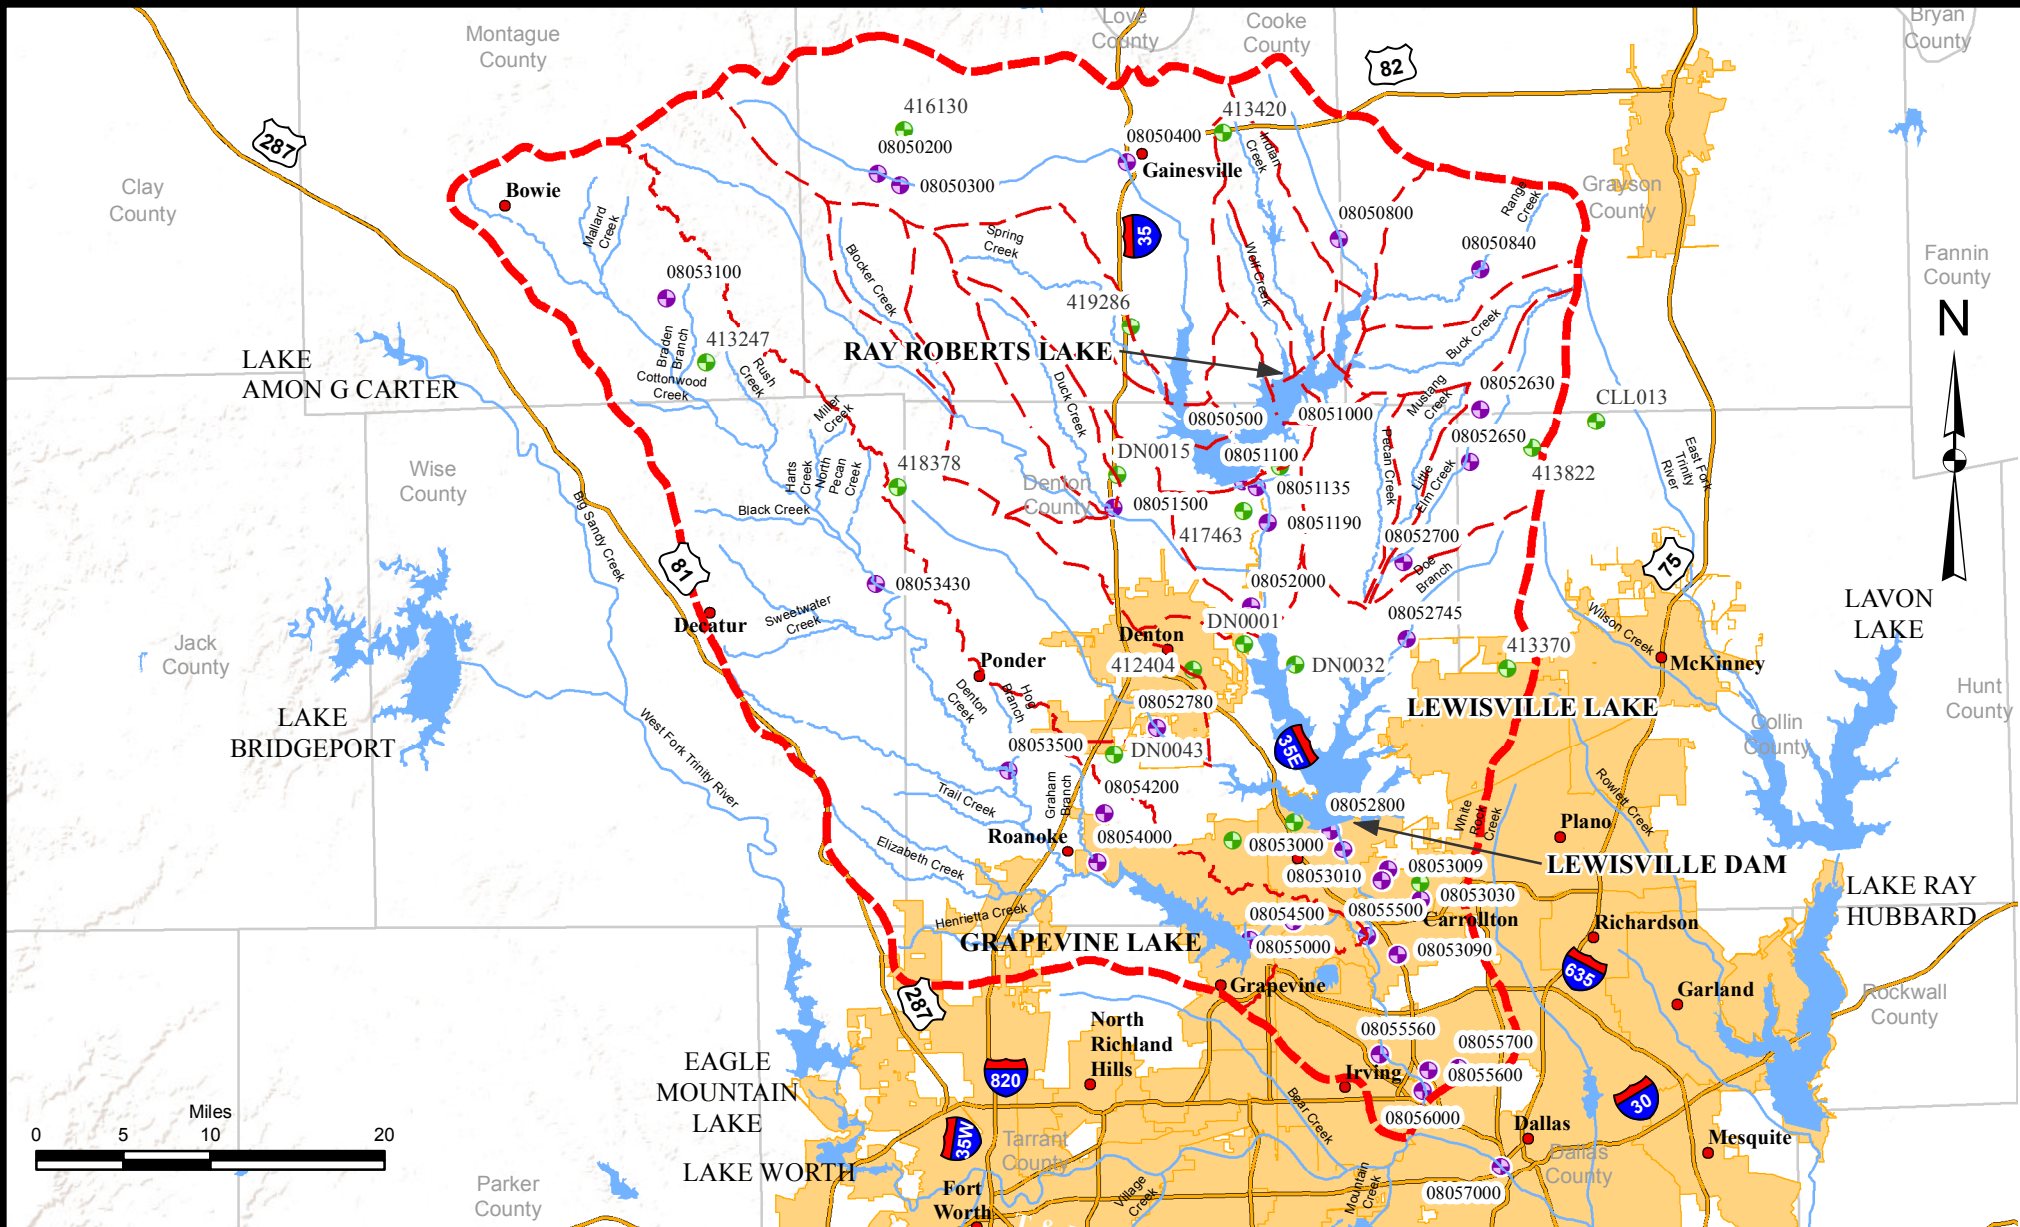 Montague
County
Love
County
Cooke
County
Bryan
County
82
287
416130
413420
08050400
08050200
08050300
Gainesville
Indian
Creek
Clay
County
Bowie
Mallard
Creek
Range
Creek
Grayson
County
08050800
35
Spring
Creek
08050840
Fannin
County
Blocker Creek
Wolf Creek
08053100
419286
N
413247
Braden
Branch
Rush
Creek
RAY ROBERTS LAKE
Buck Creek
LAKE
AMON G CARTER
Cottonwood
Creek
Duck Creek
Mustang
Creek
08052630
CLL013
Miller
Creek
08050500
08051000
08052650
Wise
County
Harts
Creek
North
Pecan
Creek
418378
DN0015
08051100
Pecan Creek
Little
Elm Creek
East Fork
Trinity
River
413822
Denton
County
08051135
Big Sandy Creek
Black Creek
08051500
417463
08051190
08052700
Doe
Branch
81
75
08053430
08052000
Sweetwater
Creek
08052745
Wilson Creek
LAVON
LAKE
Decatur
DN0001
Jack
County
Denton
Ponder
412404
DN0032
413370
McKinney
Hog
Branch
Denton
Creek
08052780
LEWISVILLE LAKE
Hunt
County
LAKE
BRIDGEPORT
West Fork Trinity River
08053500
DN0043
35E
Collin
County
Graham
Branch
08054200
Trail Creek
Rowlett Creek
08052800
White
Rock
Creek
Plano
Roanoke
08054000
08053000
Elizabeth Creek
LEWISVILLE DAM
08053009
08053010
08053030
LAKE RAY
HUBBARD
Henrietta Creek
08054500
08055500
Carrollton
Richardson
GRAPEVINE LAKE
08055000
08053090
635
Grapevine
Garland
Rockwall
County
287
North
Richland
Hills
08055560
08055700
EAGLE
MOUNTAIN
LAKE
820
Irving
08055600
30
Miles
0
5
10
20
Bear Creek
08056000
Dallas
35W
Tarrant
County
Mesquite
LAKE WORTH
Dallas
County
Parker
County
Fort
Worth
Village
Creek
Mountain
Creek
08057000